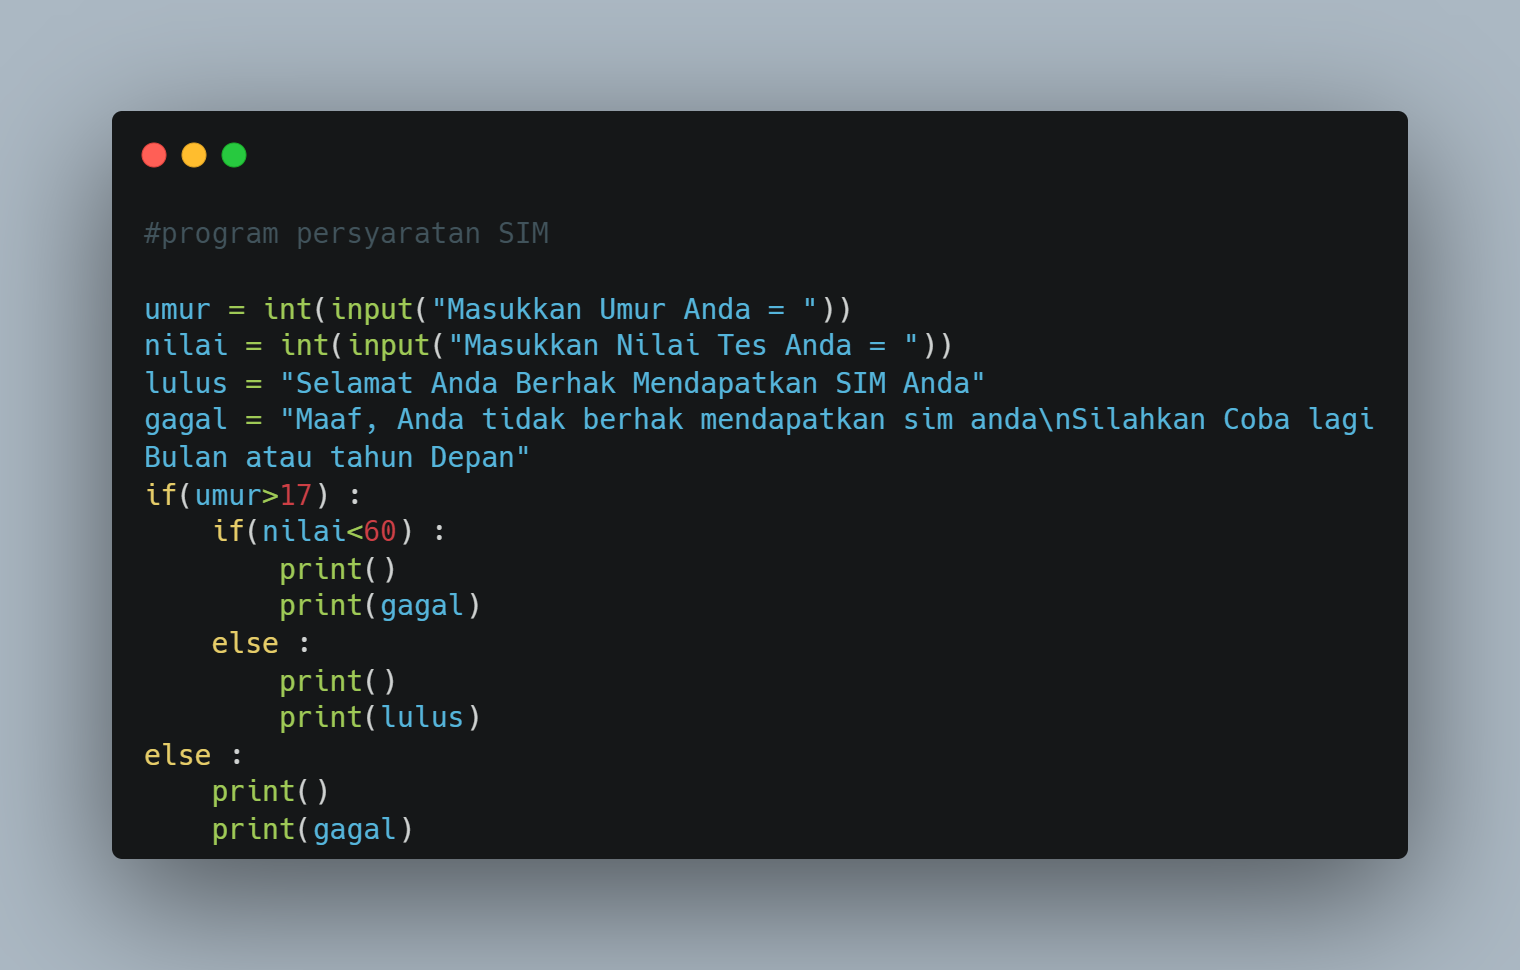 #program persyaratan SIM

umur = int(input("Masukkan Umur Anda = "))
nilai = int(input("Masukkan Nilai Tes Anda = "))
lulus = "Selamat Anda Berhak Mendapatkan SIM Anda"
gagal = "Maaf, Anda tidak berhak mendapatkan sim anda\nSilahkan Coba lagi
Bulan atau tahun Depan"
if(umur>17) :
    if(nilai<60) :
        print()
        print(gagal)
    else :
        print()
        print(lulus)
else :
    print()
    print(gagal)